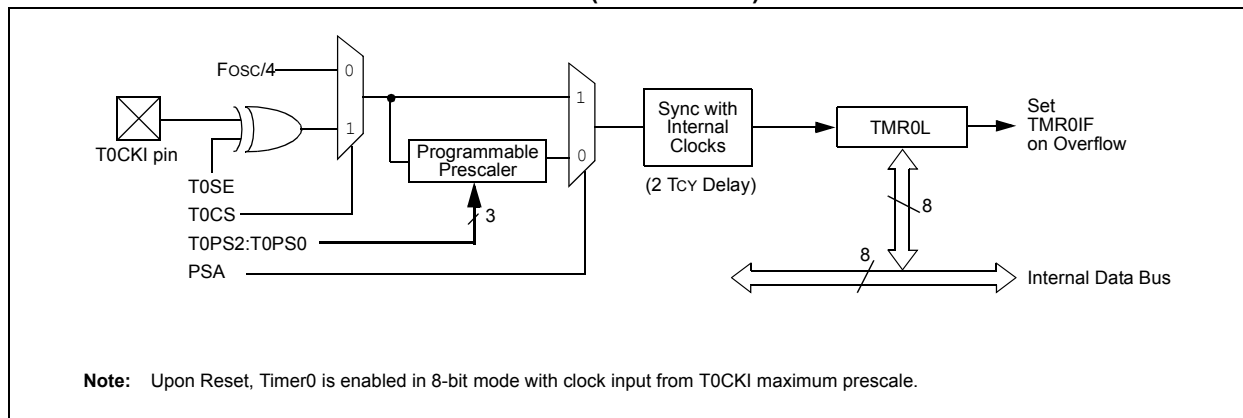 FOSC/4
0
1
T0CKI pin
T0SE
T0CS
T0PS2:T0PS0
PSA
Programmable
Prescaler
3
1
0
Sync with
Internal
Clocks
(2 TCY Delay)
TMR0L
Set
TMR0IF
on Overflow
8
8
Internal Data Bus
Note: Upon Reset, Timer0 is enabled in 8-bit mode with clock input from T0CKI maximum prescale.